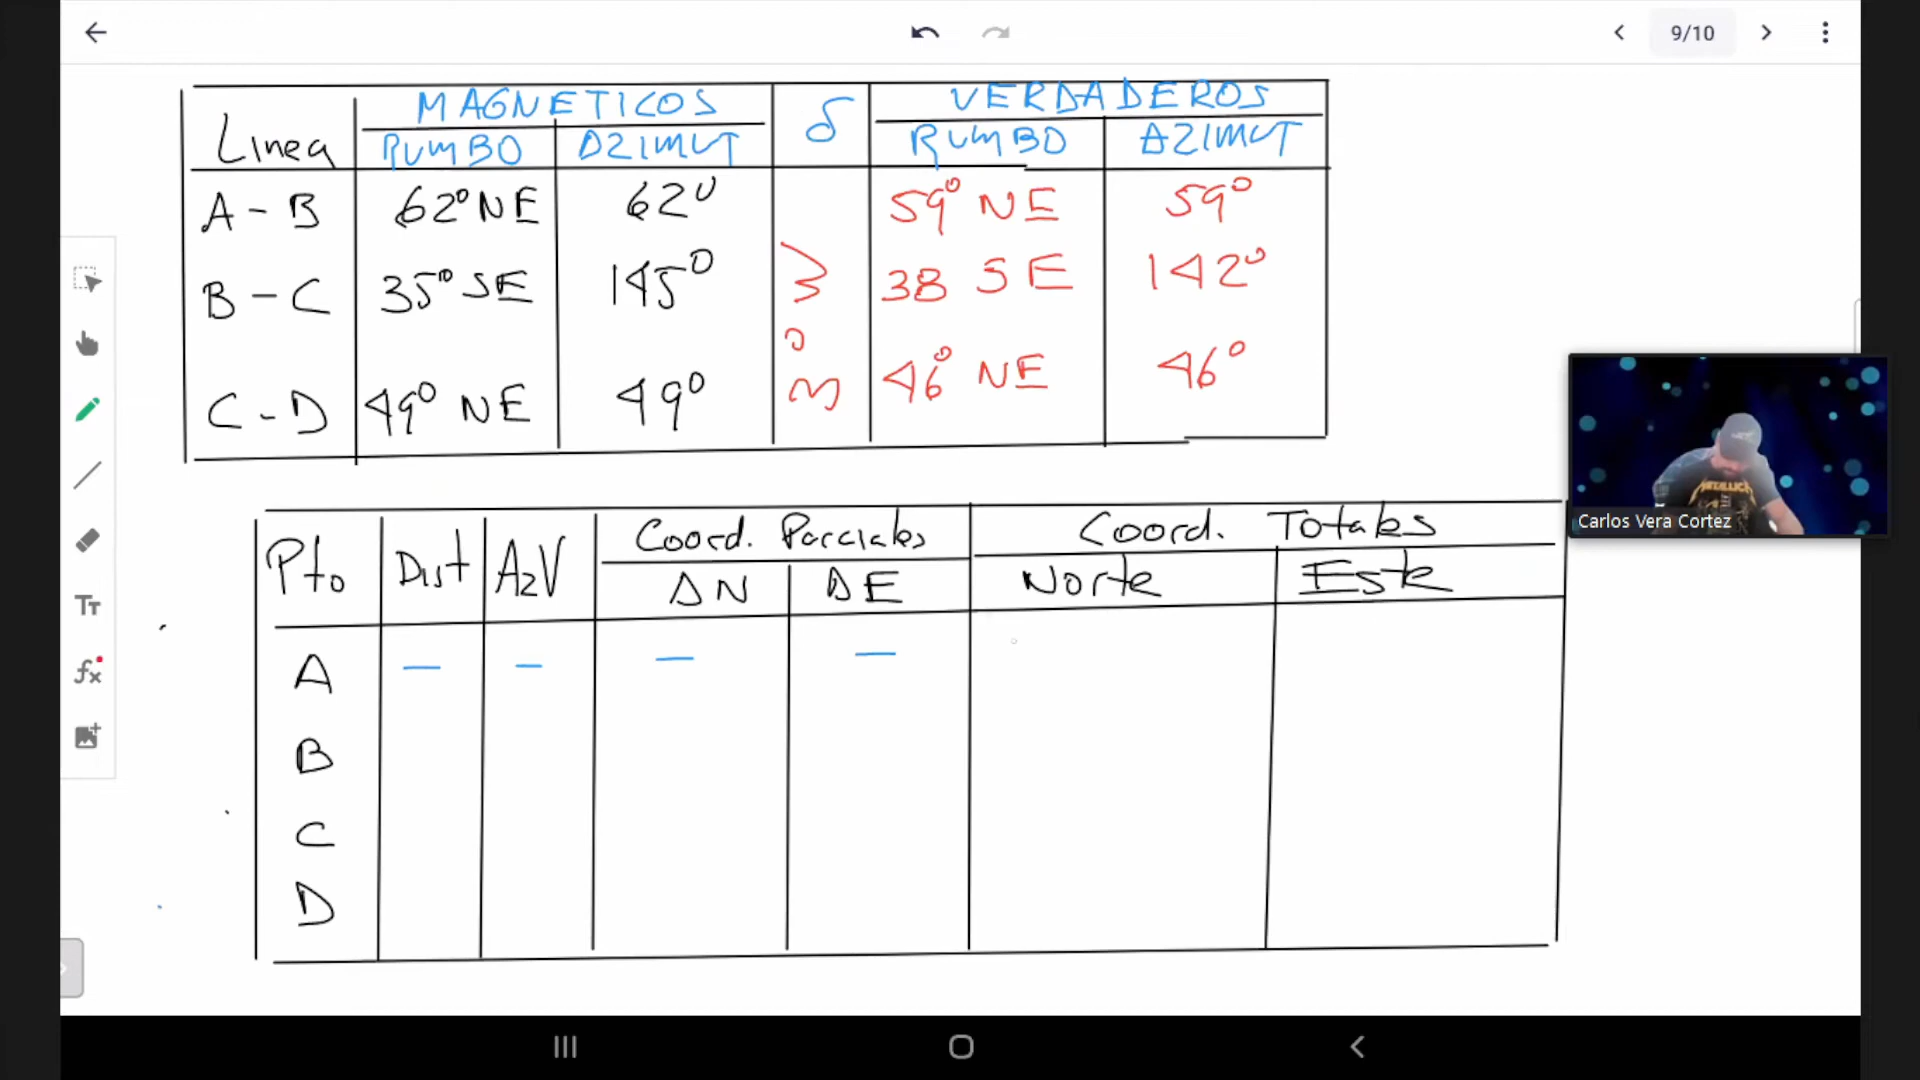 9/10
MAGNETICOS δ VERDADEROS
Linea RUMBO AZIMUT RUMBO AZIMUT
A - B 62° NE 62° 59° NE 59°
B - C 35° SE 145° 38 SE 142°
C - D 49° NE 49° 46° NE 46°
Carlos Vera Cortez
Pto Dist AzV Coord. Parciales Coord. Totales
ΔN ΔE Norte Este
A — — — —
B
C
D
Tt
fx